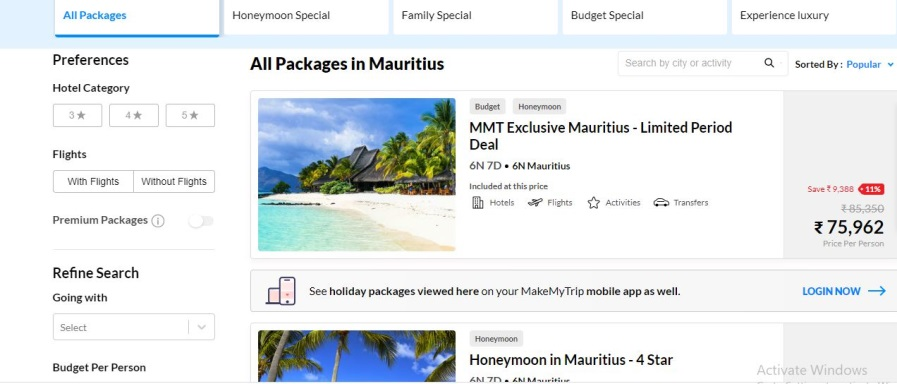 All Packages
Honeymoon Special
Family Special
Budget Special
Experience luxury
Preferences
Hotel Category
3★
4★
5★
Flights
With Flights
Without Flights
Premium Packages i
Refine Search
Going with
Select
Budget Per Person
All Packages in Mauritius
Search by city or activity
Sorted By : Popular
Budget
Honeymoon
MMT Exclusive Mauritius - Limited Period
Deal
6N 7D • 6N Mauritius
Included at this price
Hotels
Flights
Activities
Transfers
Save ₹ 9,388 11%
₹ 85,350
₹ 75,962
Price Per Person
See holiday packages viewed here on your MakeMyTrip mobile app as well.
LOGIN NOW
Honeymoon
Honeymoon in Mauritius - 4 Star
6N 7D • 6N Mauritius
Activate Windows